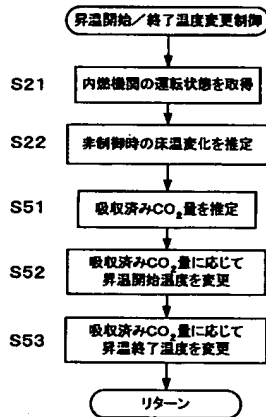 昇温開始／終了温度変更制御
S21
内燃機関の運転状態を取得
S22
非制御時の床温変化を推定
S51
吸収済みCO₂量を推定
S52
吸収済みCO₂量に応じて
昇温開始温度を変更
S53
吸収済みCO₂量に応じて
昇温終了温度を変更
リターン